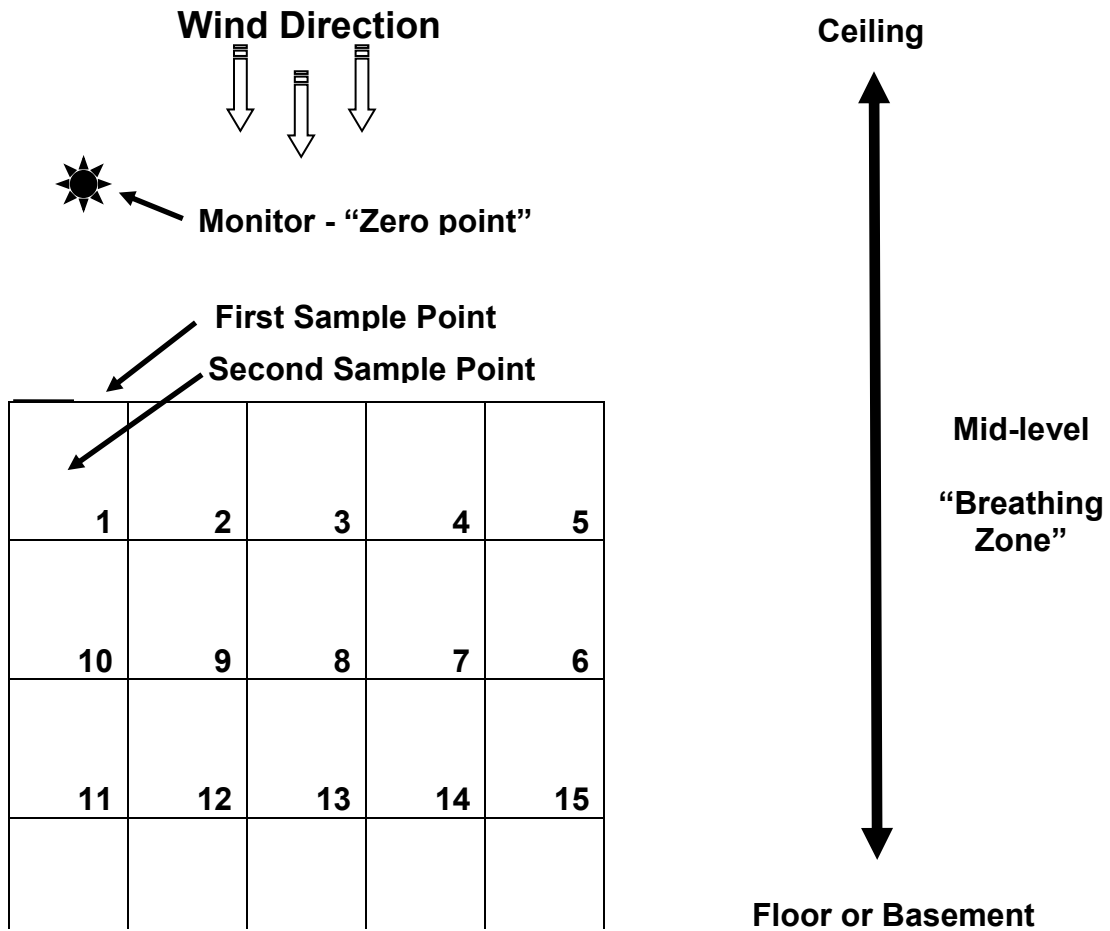 Wind Direction
Ceiling
Monitor - “Zero point”
First Sample Point
Second Sample Point
Mid-level
“Breathing
Zone”
1 2 3 4 5
10 9 8 7 6
11 12 13 14 15
Floor or Basement